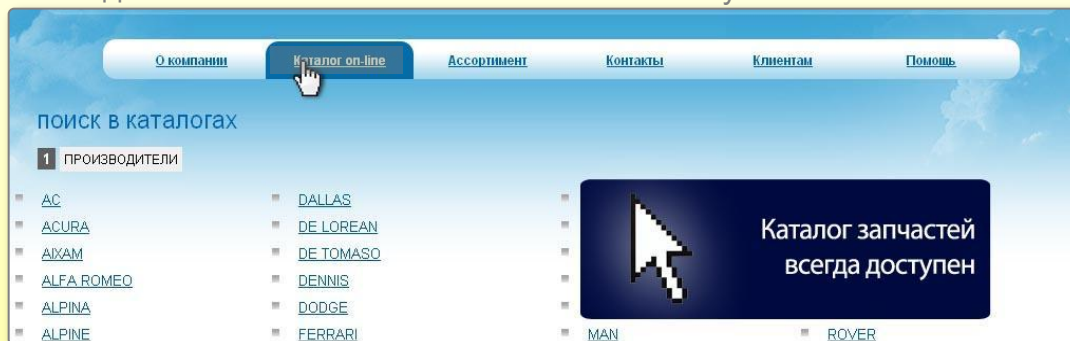 О компании Каталог on-line Ассортимент Контакты Клиентам Помощь
поиск в каталогах
1 ПРОИЗВОДИТЕЛИ
AC DALLAS
ACURA DE LOREAN
AIXAM DE TOMASO
ALFA ROMEO DENNIS
ALPINA DODGE
ALPINE FERRARI MAN ROVER
Каталог запчастей
всегда доступен